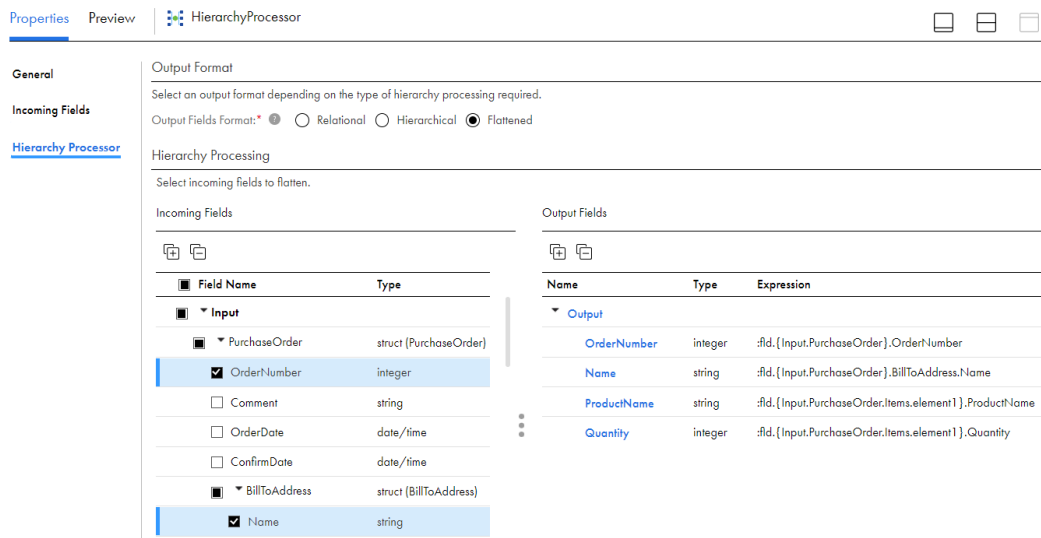 Properties Preview HierarchyProcessor
General
Incoming Fields
Hierarchy Processor
Output Format
Select an output format depending on the type of hierarchy processing required.
Output Fields Format:* ? Relational Hierarchical Flattened
Hierarchy Processing
Select incoming fields to flatten.
Incoming Fields
Field Name Type
Input
PurchaseOrder struct (PurchaseOrder)
OrderNumber integer
Comment string
OrderDate date/time
ConfirmDate date/time
BillToAddress struct (BillToAddress)
Name string
Output Fields
Name Type Expression
Output
OrderNumber integer :fld.{Input.PurchaseOrder}.OrderNumber
Name string :fld.{Input.PurchaseOrder}.BillToAddress.Name
ProductName string :fld.{Input.PurchaseOrder.Items.element1}.ProductName
Quantity integer :fld.{Input.PurchaseOrder.Items.element1}.Quantity